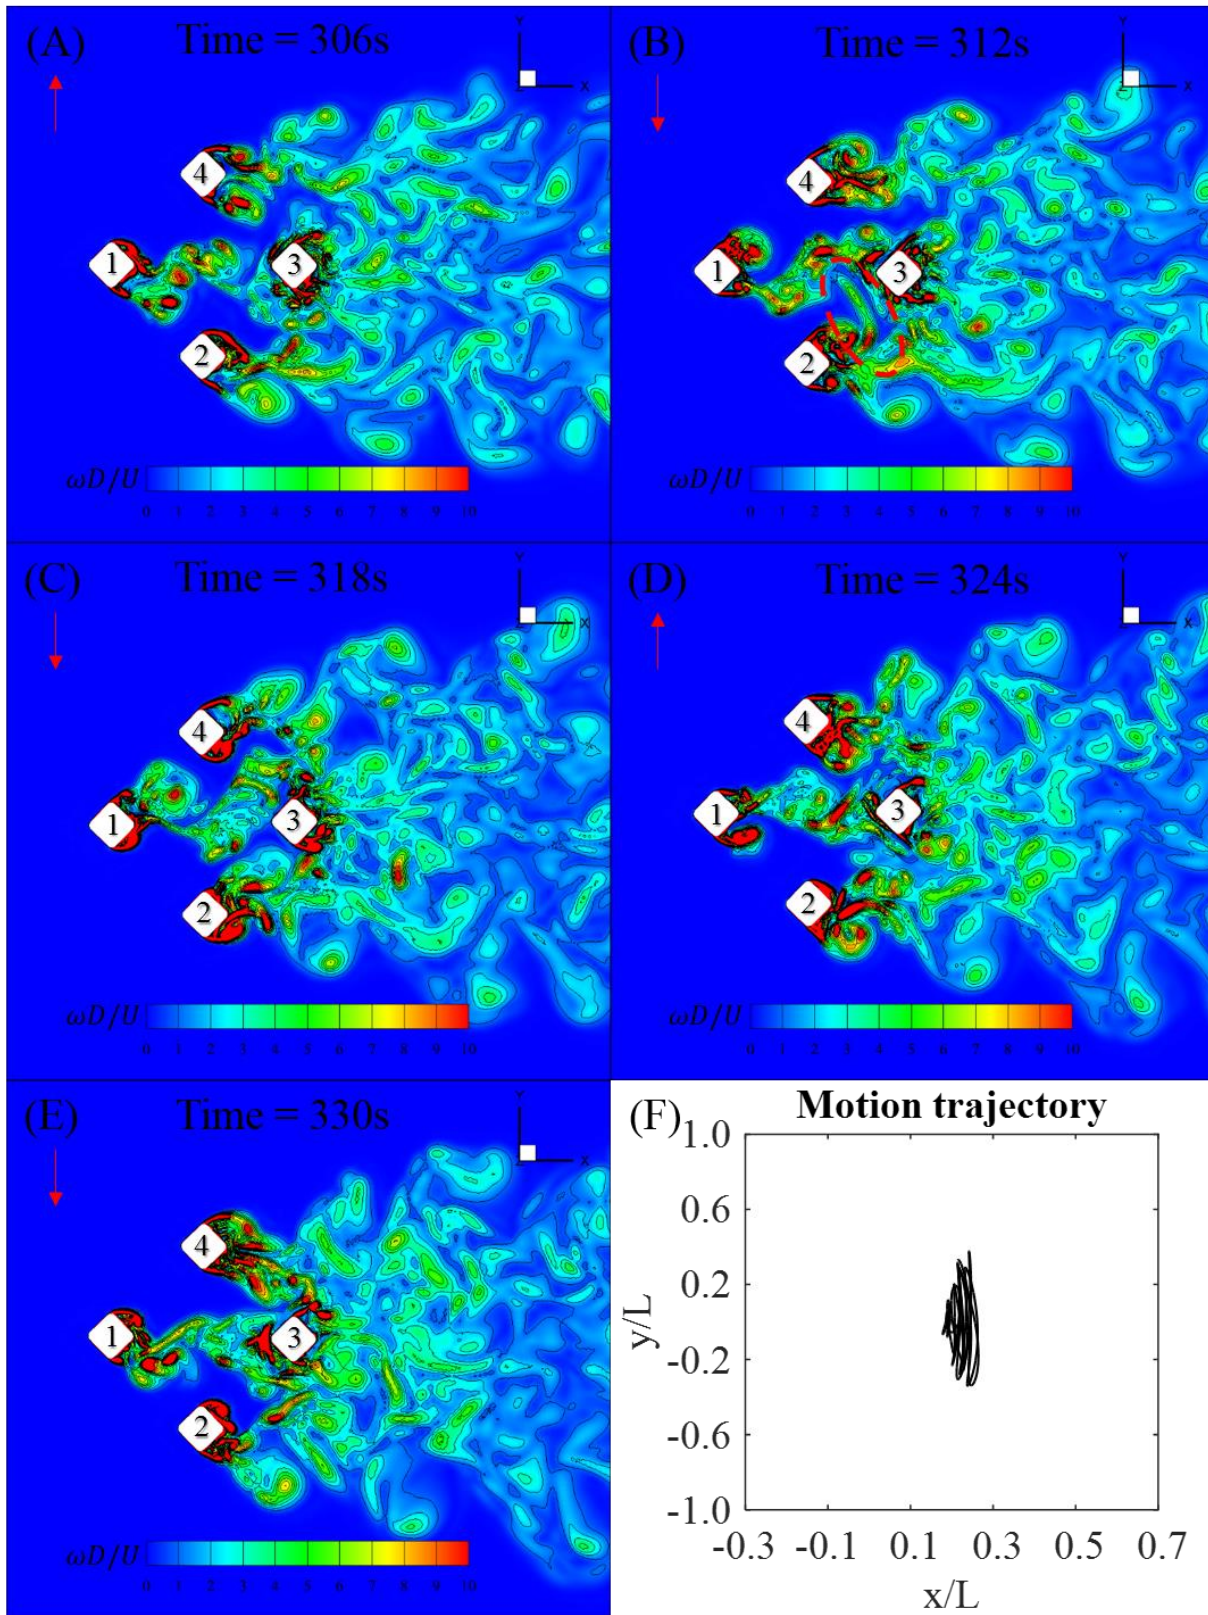 (A) Time = 306s
Y
Z X
4
1 3
2
ωD/U
0 1 2 3 4 5 6 7 8 9 10
(B) Time = 312s
Y
Z X
4
1 3
2
ωD/U
0 1 2 3 4 5 6 7 8 9 10
(C) Time = 318s
Y
Z X
4
1 3
2
ωD/U
0 1 2 3 4 5 6 7 8 9 10
(D) Time = 324s
Y
Z X
4
1 3
2
ωD/U
0 1 2 3 4 5 6 7 8 9 10
(E) Time = 330s
Y
Z X
4
1 3
2
ωD/U
0 1 2 3 4 5 6 7 8 9 10
(F) Motion trajectory
1.0
0.6
0.2
-0.2
-0.6
-1.0
y/L
-0.3 -0.1 0.1 0.3 0.5 0.7
x/L